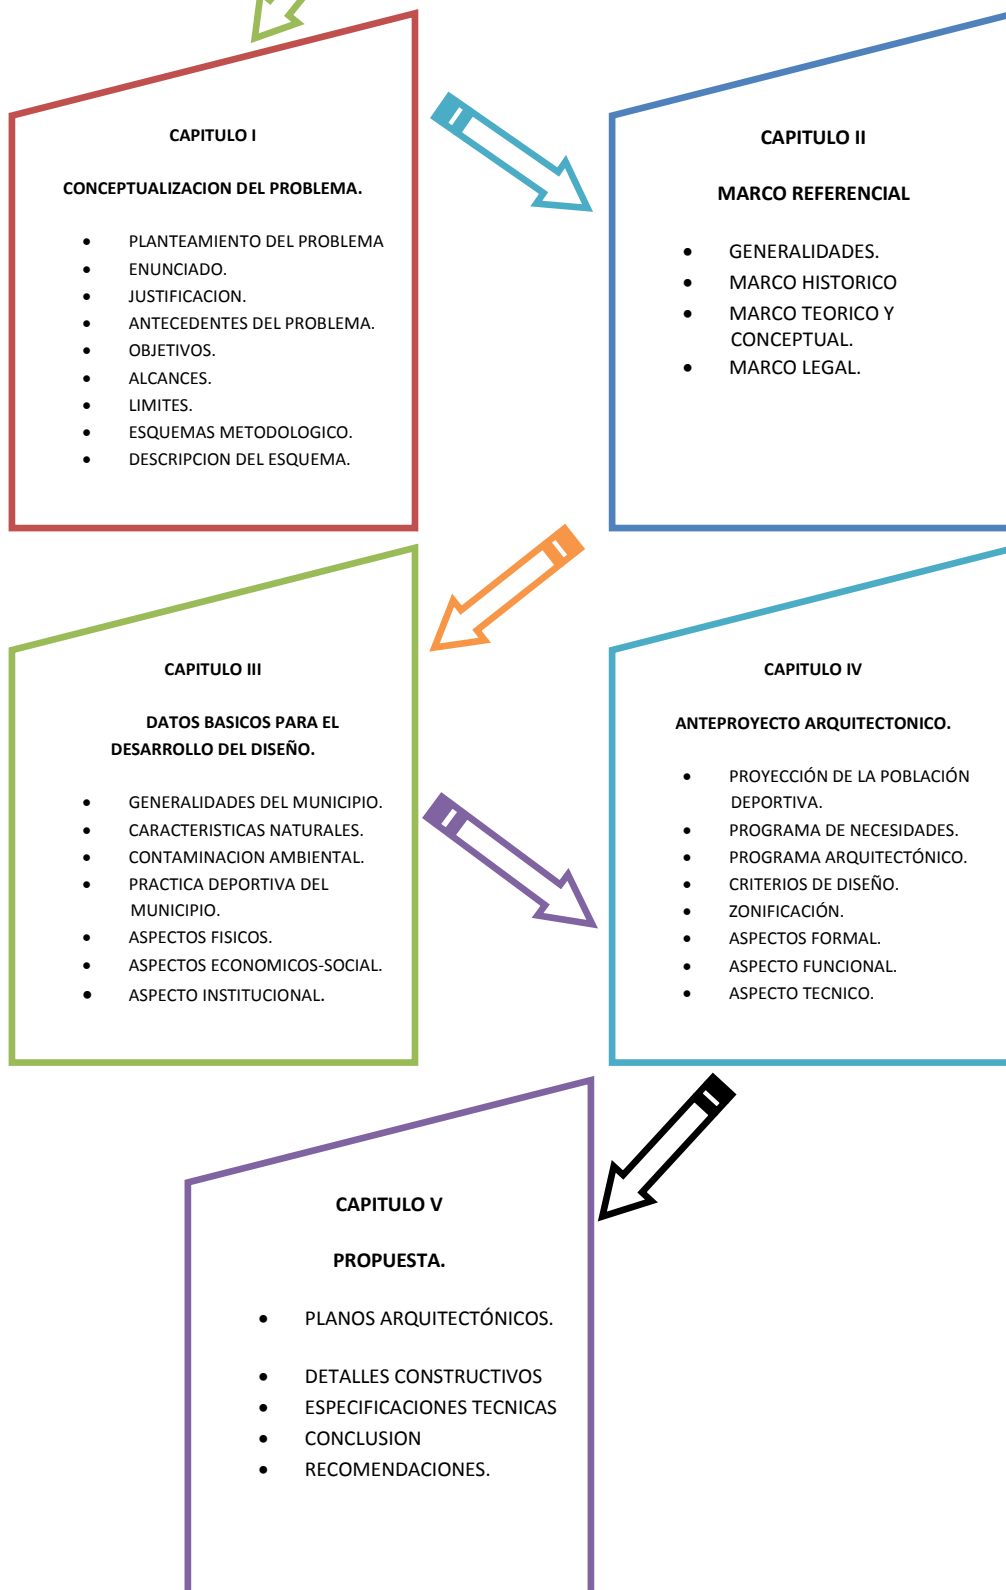 CAPITULO I
CONCEPTUALIZACION DEL PROBLEMA.
• PLANTEAMIENTO DEL PROBLEMA
• ENUNCIADO.
• JUSTIFICACION.
• ANTECEDENTES DEL PROBLEMA.
• OBJETIVOS.
• ALCANCES.
• LIMITES.
• ESQUEMAS METODOLOGICO.
• DESCRIPCION DEL ESQUEMA.
CAPITULO II
MARCO REFERENCIAL
• GENERALIDADES.
• MARCO HISTORICO
• MARCO TEORICO Y
CONCEPTUAL.
• MARCO LEGAL.
CAPITULO III
DATOS BASICOS PARA EL
DESARROLLO DEL DISEÑO.
• GENERALIDADES DEL MUNICIPIO.
• CARACTERISTICAS NATURALES.
• CONTAMINACION AMBIENTAL.
• PRACTICA DEPORTIVA DEL
MUNICIPIO.
• ASPECTOS FISICOS.
• ASPECTOS ECONOMICOS-SOCIAL.
• ASPECTO INSTITUCIONAL.
CAPITULO IV
ANTEPROYECTO ARQUITECTONICO.
• PROYECCIÓN DE LA POBLACIÓN
DEPORTIVA.
• PROGRAMA DE NECESIDADES.
• PROGRAMA ARQUITECTÓNICO.
• CRITERIOS DE DISEÑO.
• ZONIFICACIÓN.
• ASPECTOS FORMAL.
• ASPECTO FUNCIONAL.
• ASPECTO TECNICO.
CAPITULO V
PROPUESTA.
• PLANOS ARQUITECTÓNICOS.
• DETALLES CONSTRUCTIVOS
• ESPECIFICACIONES TECNICAS
• CONCLUSION
• RECOMENDACIONES.